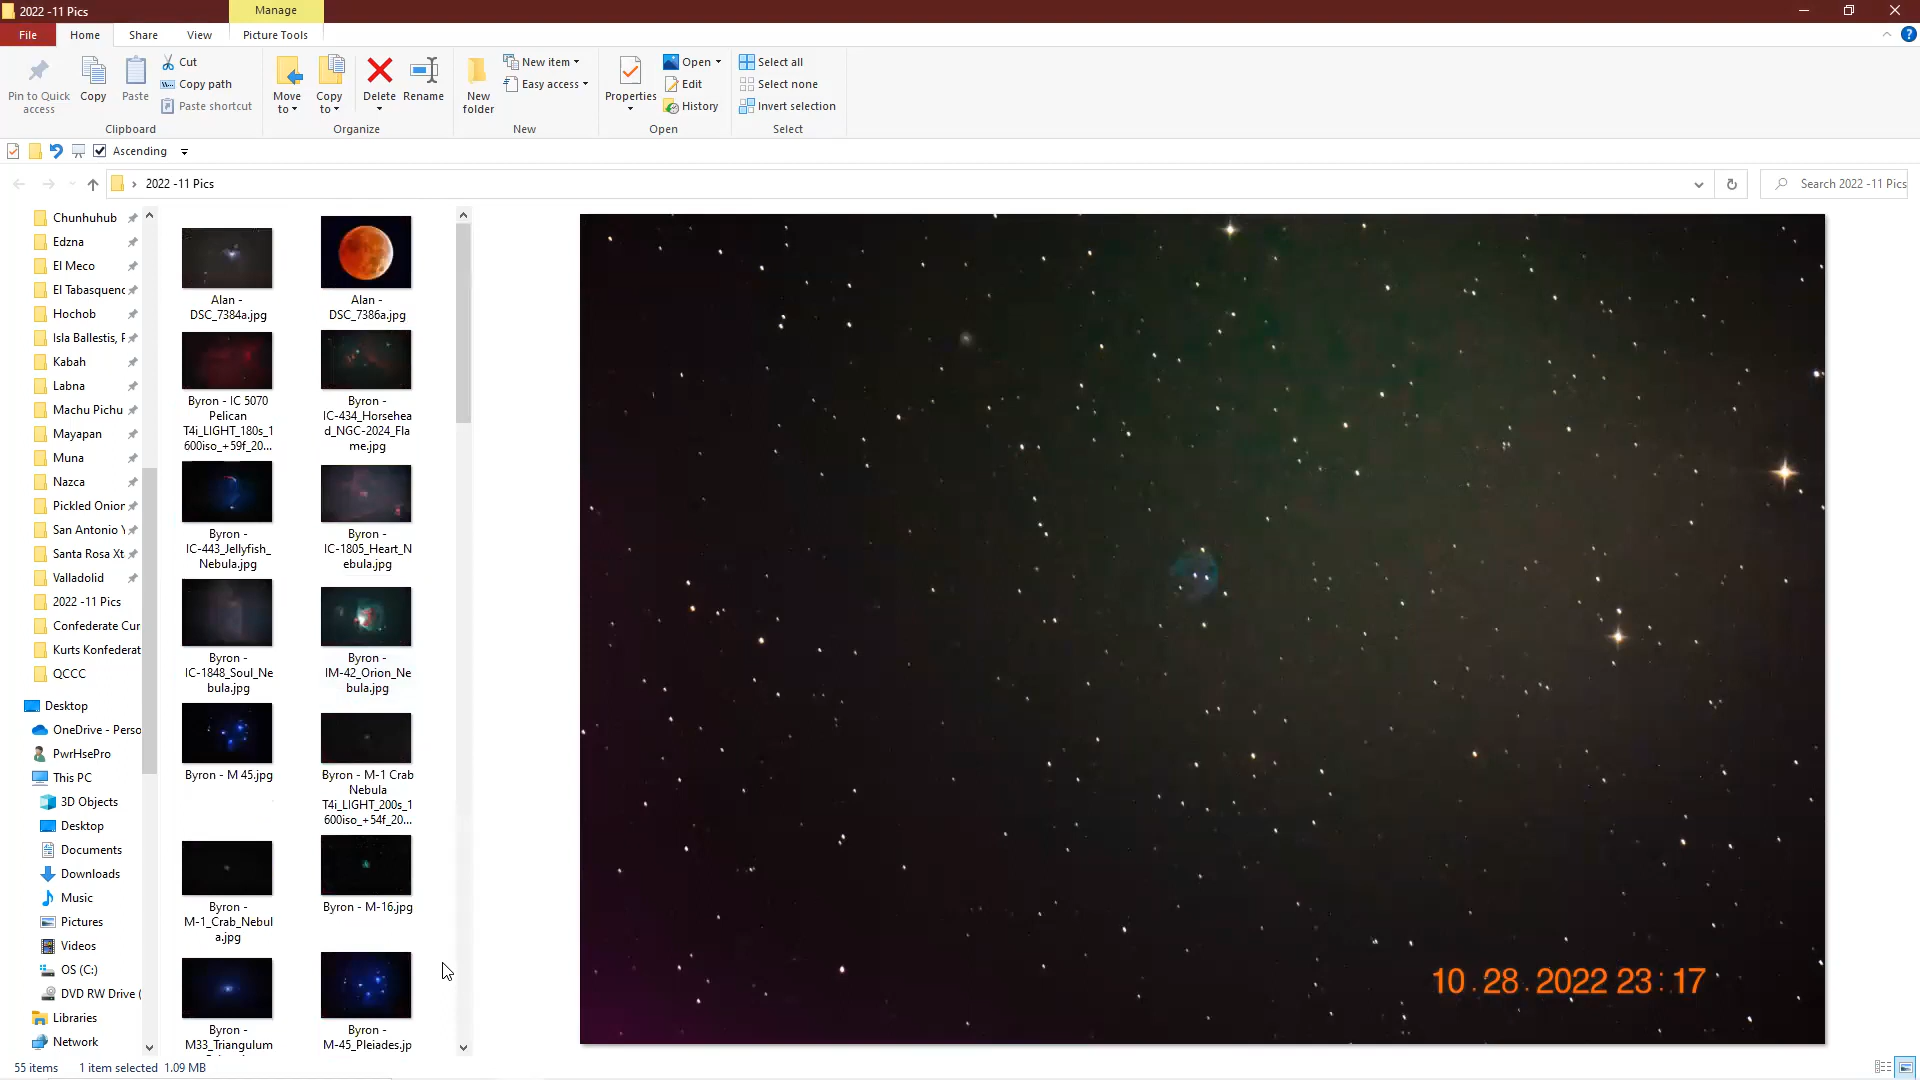 2022 -11 Pics
Manage
File
Home
Share
View
Picture Tools
Pin to Quick
access
Copy
Paste
Cut
Copy path
Paste shortcut
Clipboard
Move
to
Copy
to
Delete
Rename
Organize
New
folder
New item
Easy access
New
Properties
Open
Edit
History
Open
Select all
Select none
Invert selection
Select
Ascending
2022 -11 Pics
Search 2022 -11 Pics
Chunhuhub
Edzna
El Meco
El Tabasquenc
Hochob
Isla Ballestis, F
Kabah
Labna
Machu Pichu
Mayapan
Muna
Nazca
Pickled Onior
San Antonio Y
Santa Rosa Xt
Valladolid
2022 -11 Pics
Confederate Cur
Kurts Konfederat
QCCC
Desktop
OneDrive - Perso
PwrHsePro
This PC
3D Objects
Desktop
Documents
Downloads
Music
Pictures
Videos
OS (C:)
DVD RW Drive (
Libraries
Network
Alan -
DSC_7384a.jpg
Alan -
DSC_7386a.jpg
Byron - IC 5070
Pelican
T4i_LIGHT_180s_1
600iso_+59f_20...
Byron -
IC-434_Horsehea
d_NGC-2024_Fla
me.jpg
Byron -
IC-443_Jellyfish_
Nebula.jpg
Byron -
IC-1805_Heart_N
ebula.jpg
Byron -
IC-1848_Soul_Ne
bula.jpg
Byron -
IM-42_Orion_Ne
bula.jpg
Byron - M 45.jpg
Byron - M-1 Crab
Nebula
T4i_LIGHT_200s_1
600iso_+54f_20...
Byron -
M-1_Crab_Nebul
a.jpg
Byron - M-16.jpg
Byron -
M33_Triangulum
Byron -
M-45_Pleiades.jp
10.28.2022 23:17
55 items
1 item selected 1.09 MB